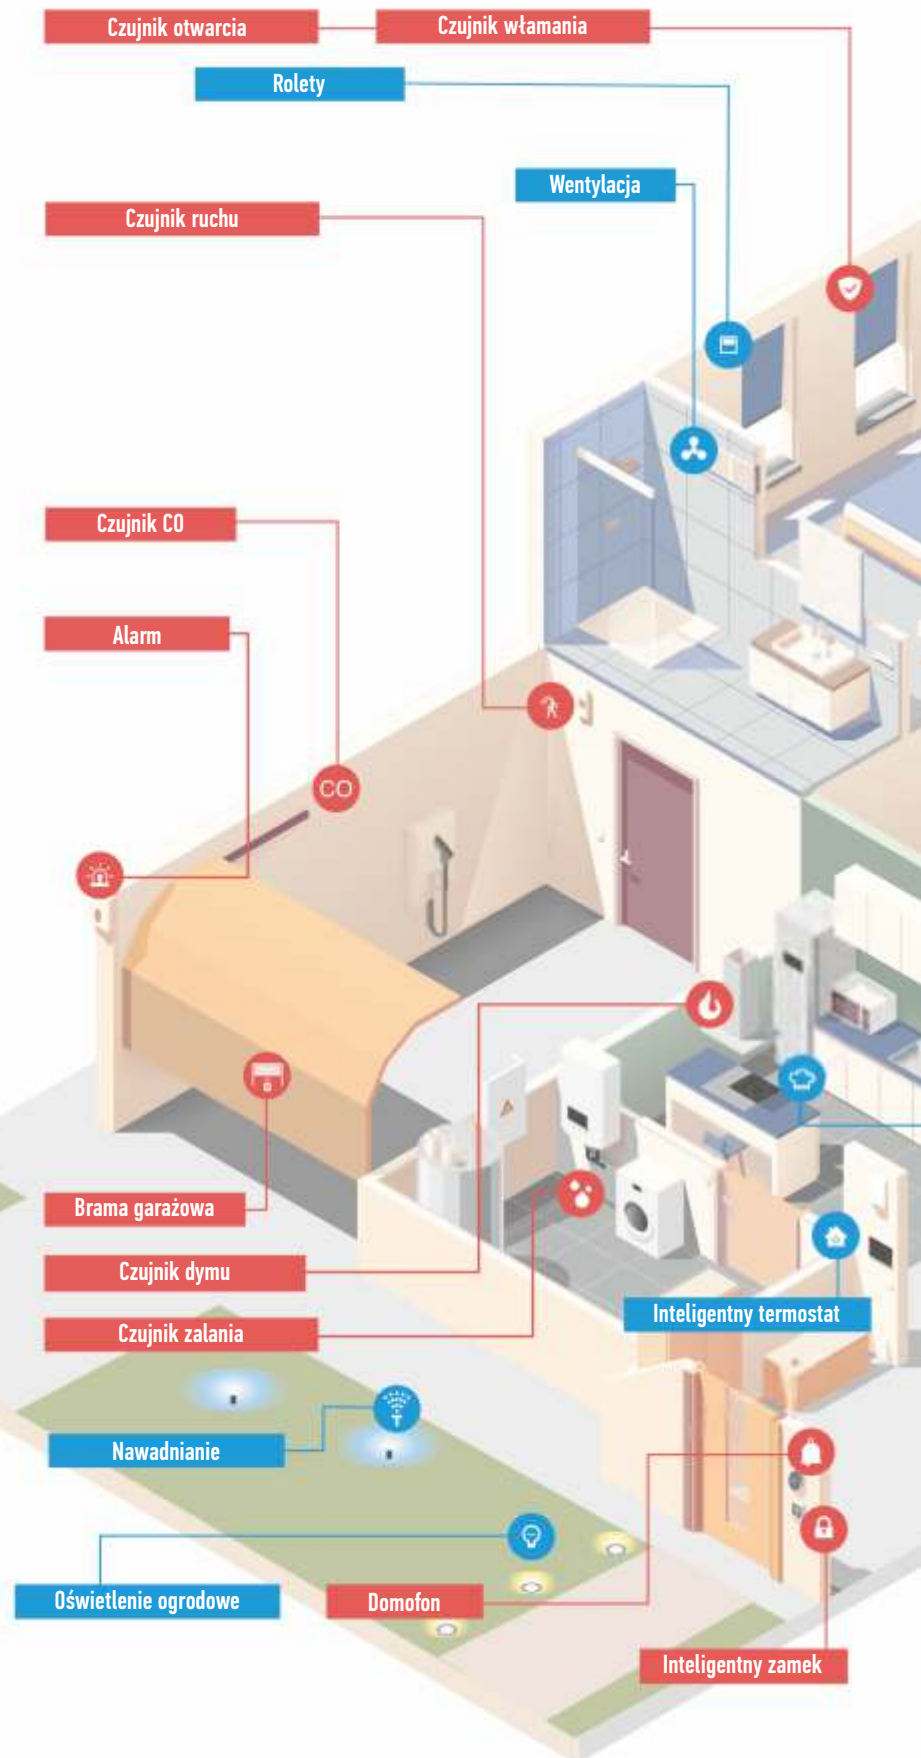 Czujnik otwarcia
Czujnik włamania
Rolety
Wentylacja
Czujnik ruchu
Czujnik CO
Alarm
CO
Brama garażowa
Czujnik dymu
Czujnik zalania
Inteligentny termostat
Nawadnianie
Oświetlenie ogrodowe
Domofon
Inteligentny zamek